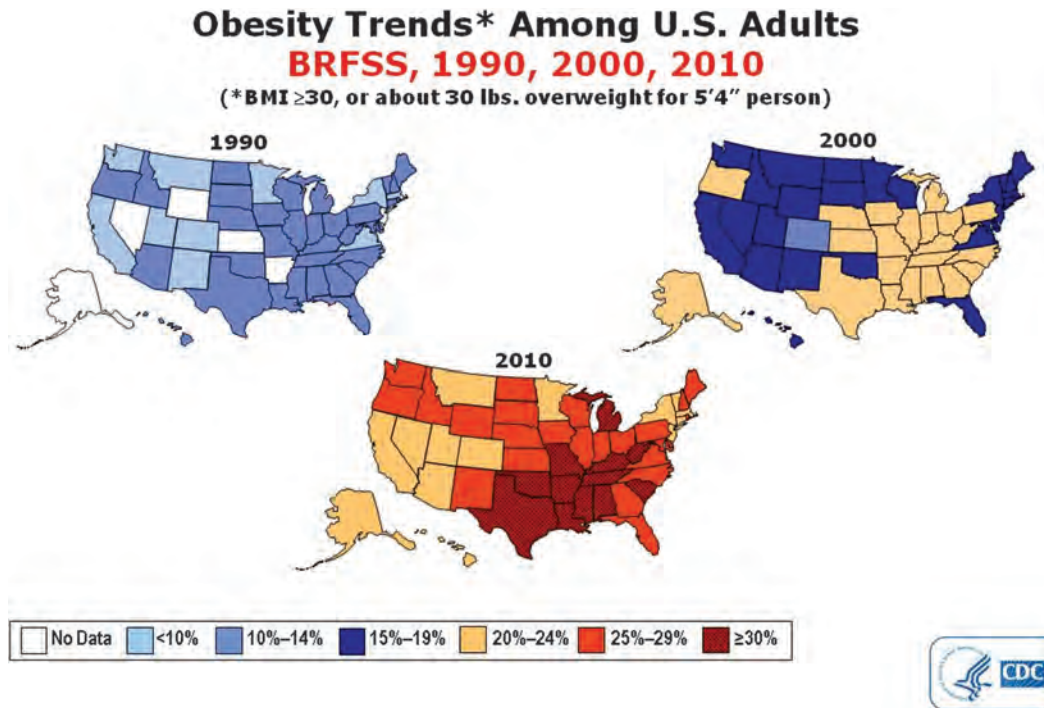 Obesity Trends* Among U.S. Adults
BRFSS, 1990, 2000, 2010
(*BMI ≥30, or about 30 lbs. overweight for 5'4" person)
1990
2000
2010
No Data
<10%
10%–14%
15%–19%
20%–24%
25%–29%
≥30%
CDC